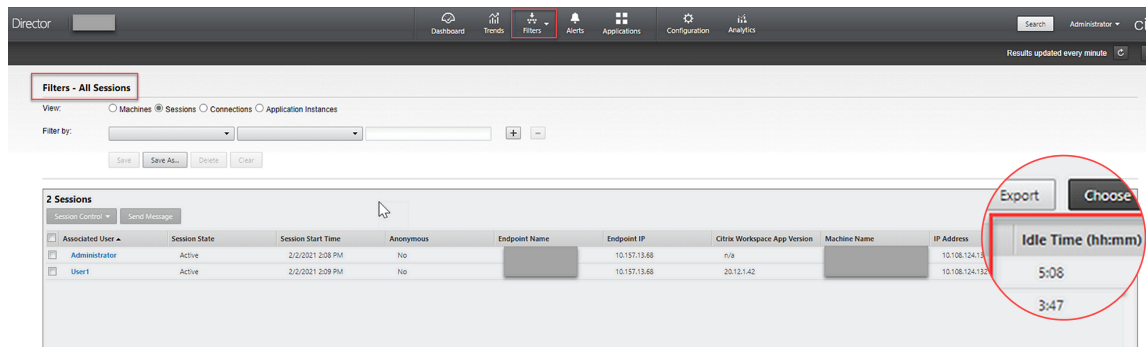 Director
Dashboard Trends Filters Alerts Applications Configuration Analytics
Search Administrator
Results updated every minute
Filters - All Sessions
View: Machines Sessions Connections Application Instances
Filter by: + -
Save Save As... Delete Clear
2 Sessions
Session Control Send Message
Export Choose
Associated User Session State Session Start Time Anonymous Endpoint Name Endpoint IP Citrix Workspace App Version Machine Name IP Address Idle Time (hh:mm)
Administrator Active 2/2/2021 2:08 PM No 10.157.13.68 n/a 5:08
User1 Active 2/2/2021 2:09 PM No 10.157.13.68 20.12.1.42 3:47